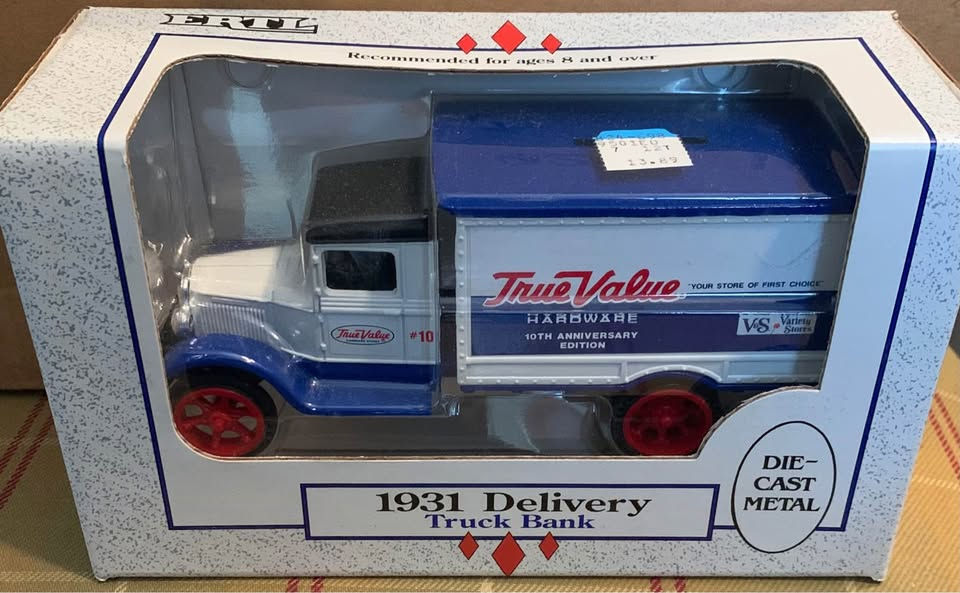 ERTL
Recommended for ages 8 and over
13.89
True Value
HARDWARE
"YOUR STORE OF FIRST CHOICE"
10TH ANNIVERSARY
EDITION
V&S Variety
Stores
True Value
#10
DIE-
CAST
METAL
1931 Delivery
Truck Bank